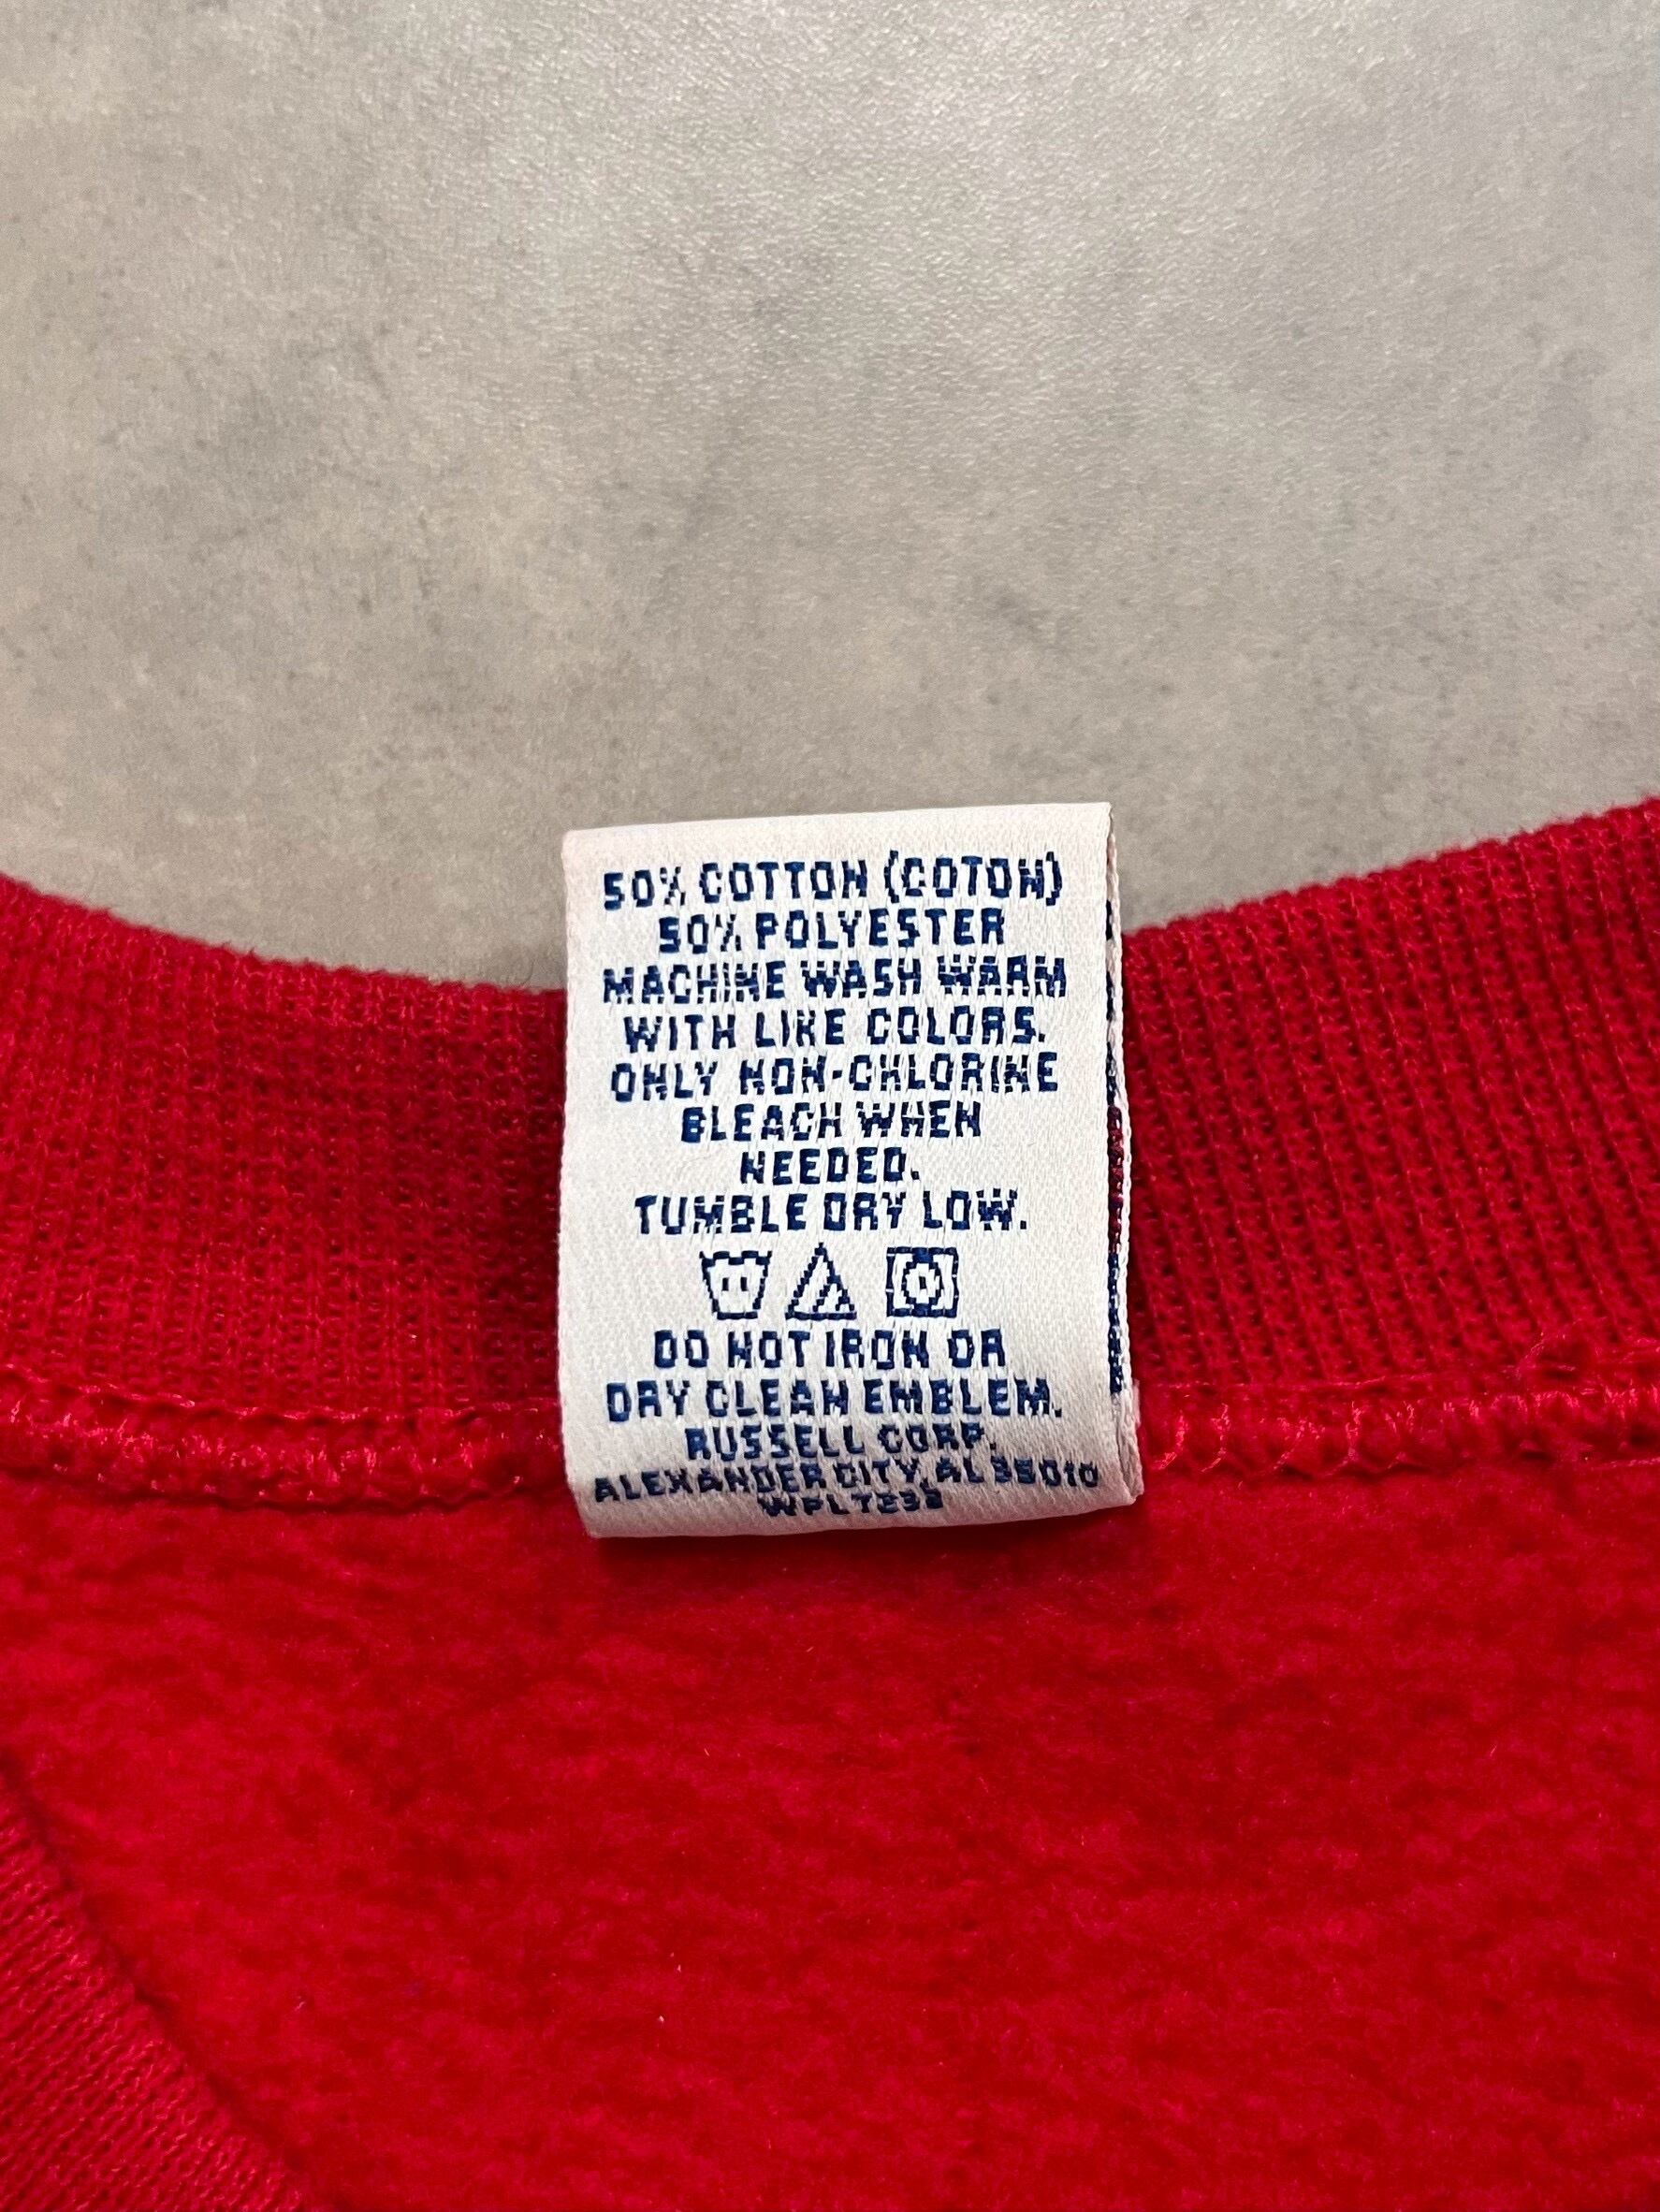 50% COTTON (COTON)
50% POLYESTER
MACHINE WASH WARM
WITH LIKE COLORS.
ONLY NON-CHLORINE
BLEACH WHEN
NEEDED.
TUMBLE DRY LOW.
DO NOT IRON OR
DRY CLEAN EMBLEM.
RUSSELL CORP.
ALEXANDER CITY, AL 35010
WPL7238